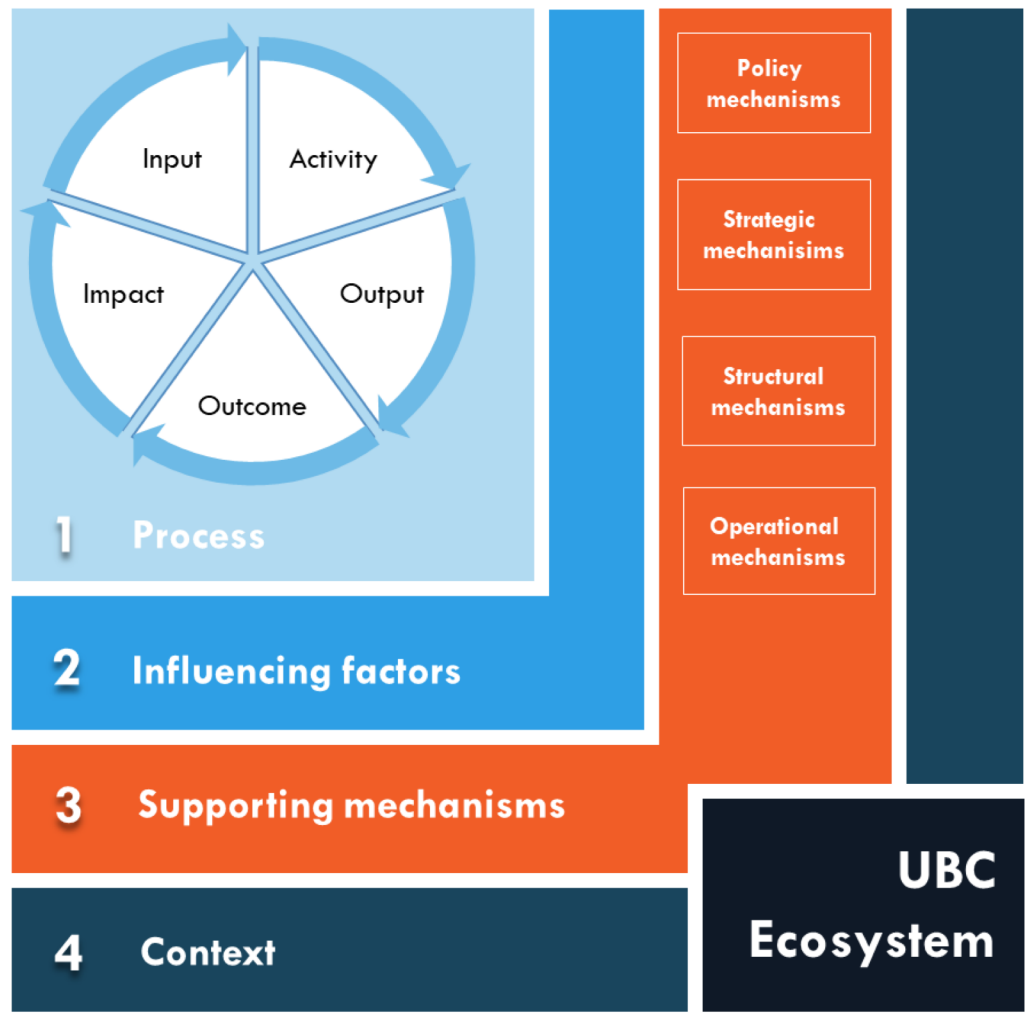 Input
Activity
Impact
Output
Outcome
1 Process
2 Influencing factors
3 Supporting mechanisms
4 Context
Policy
mechanisms
Strategic
mechanisims
Structural
mechanisms
Operational
mechanisms
UBC
Ecosystem